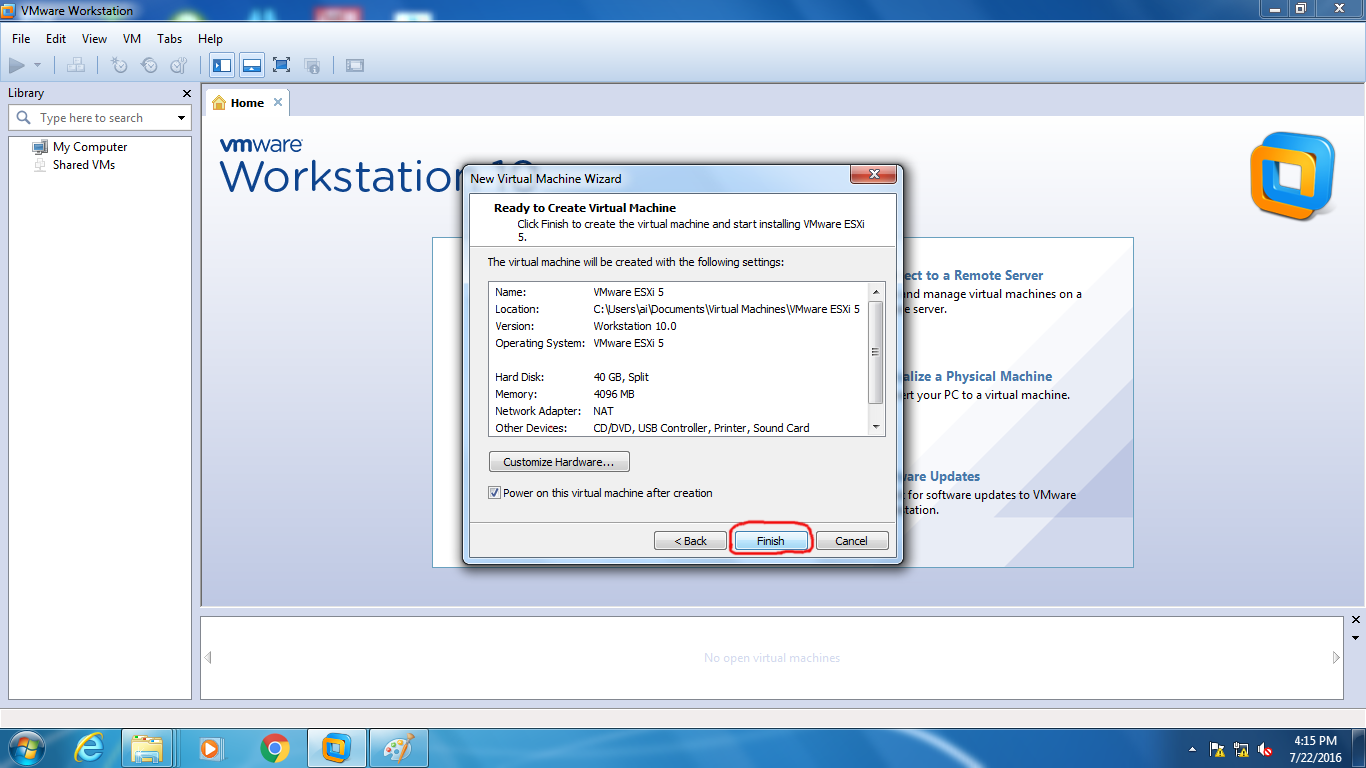 VMware Workstation
File Edit View VM Tabs Help
Library
Type here to search
My Computer
Shared VMs
Home
vmware
Workstation 10
New Virtual Machine Wizard
Ready to Create Virtual Machine
Click Finish to create the virtual machine and start installing VMware ESXi
5.
The virtual machine will be created with the following settings:
Name: VMware ESXi 5
Location: C:\Users\ai\Documents\Virtual Machines\VMware ESXi 5
Version: Workstation 10.0
Operating System: VMware ESXi 5
Hard Disk: 40 GB, Split
Memory: 4096 MB
Network Adapter: NAT
Other Devices: CD/DVD, USB Controller, Printer, Sound Card
Customize Hardware...
Power on this virtual machine after creation
< Back Finish Cancel
ect to a Remote Server
and manage virtual machines on a
e server.
alize a Physical Machine
ert your PC to a virtual machine.
ware Updates
for software updates to VMware
station.
No open virtual machines
4:15 PM
7/22/2016